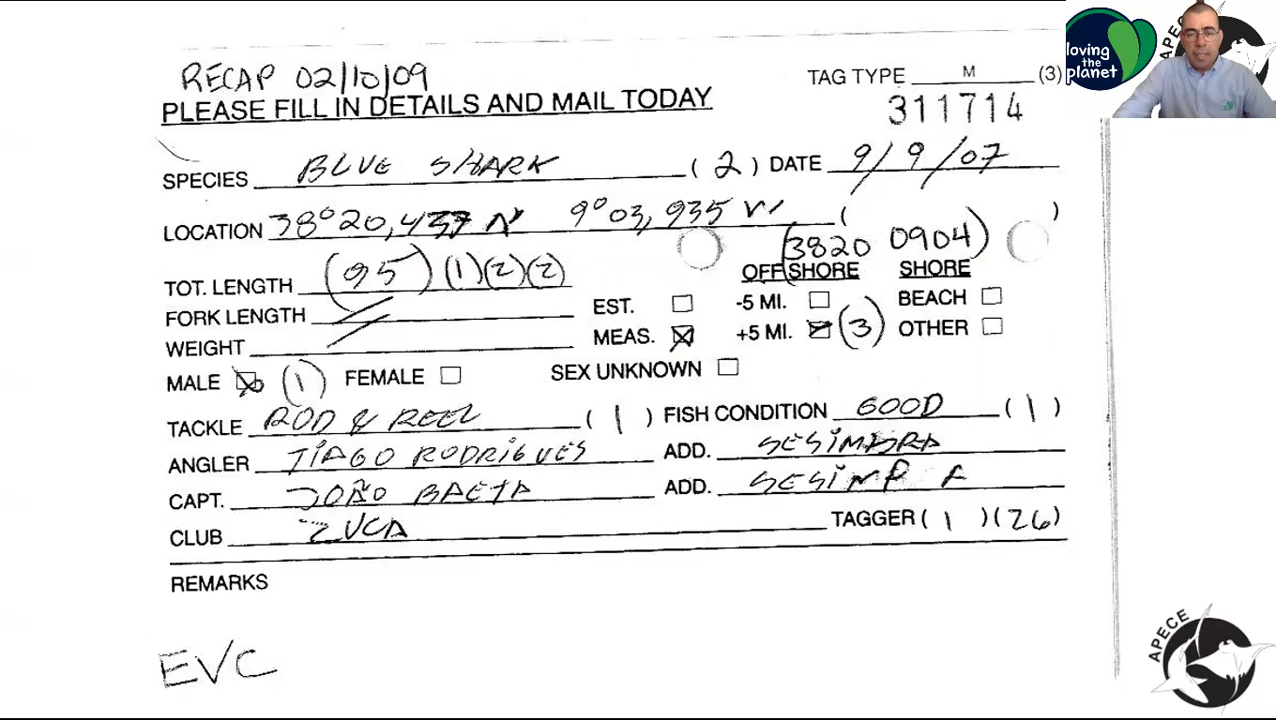 RECAP 02/10/09
PLEASE FILL IN DETAILS AND MAIL TODAY
TAG TYPE M (3)
311714
SPECIES BLUE SHARK (2) DATE 9/9/07
LOCATION 38°20,437 N 9°03,935 W ( )
(3820 0904)
TOT. LENGTH (95) (1)(2)(2)
OFF SHORE SHORE
FORK LENGTH
EST. -5 MI. BEACH
WEIGHT
MEAS. +5 MI. (3) OTHER
MALE (1) FEMALE SEX UNKNOWN
TACKLE ROD & REEL (1) FISH CONDITION GOOD (1)
ANGLER TIAGO RODRIGUES ADD. SESIMBRA
CAPT. JOÃO BAETA ADD.
CLUB TAGGER (1)(26)
REMARKS
EVC
loving
the
planet
APECE
APECE